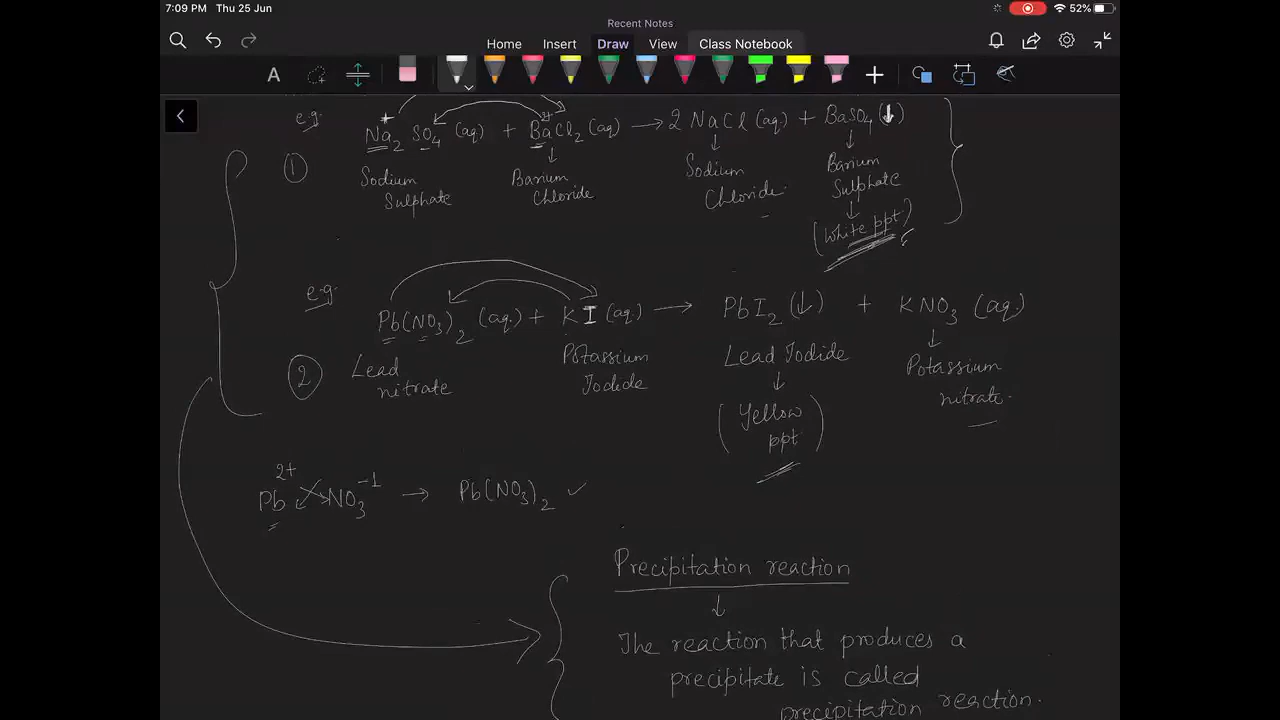 7:09 PM Thu 25 Jun
52%
Recent Notes
Home Insert Draw View Class Notebook
A
e.g.
Na₂SO₄ (aq) + Ba²⁺Cl₂ (aq) → 2 NaCl (aq) + BaSO₄ (↓)
①
Sodium Sulphate
Barium Chloride
Sodium Chloride.
Barium Sulphate
(White ppt.)
e.g.
Pb(NO₃)₂ (aq) + KI (aq) → PbI₂ (↓) + KNO₃ (aq)
②
Lead nitrate
Potassium Iodide
Lead Iodide
Potassium nitrate.
(Yellow ppt)
Pb²⁺ NO₃⁻¹ → Pb(NO₃)₂ ✓
Precipitation reaction
↓
The reaction that produces a
precipitate is called
precipitation reaction.